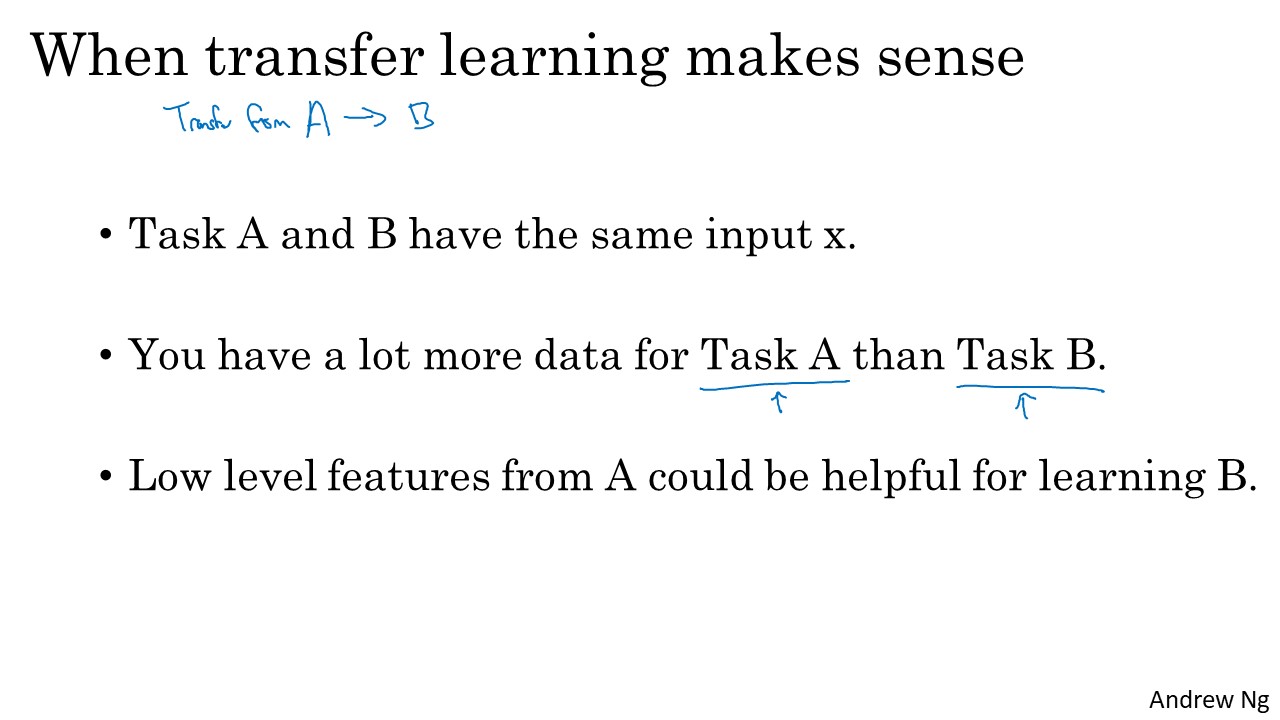 When transfer learning makes sense
Transfer from A → B
• Task A and B have the same input x.
• You have a lot more data for Task A than Task B.
↑ ↑
• Low level features from A could be helpful for learning B.
Andrew Ng